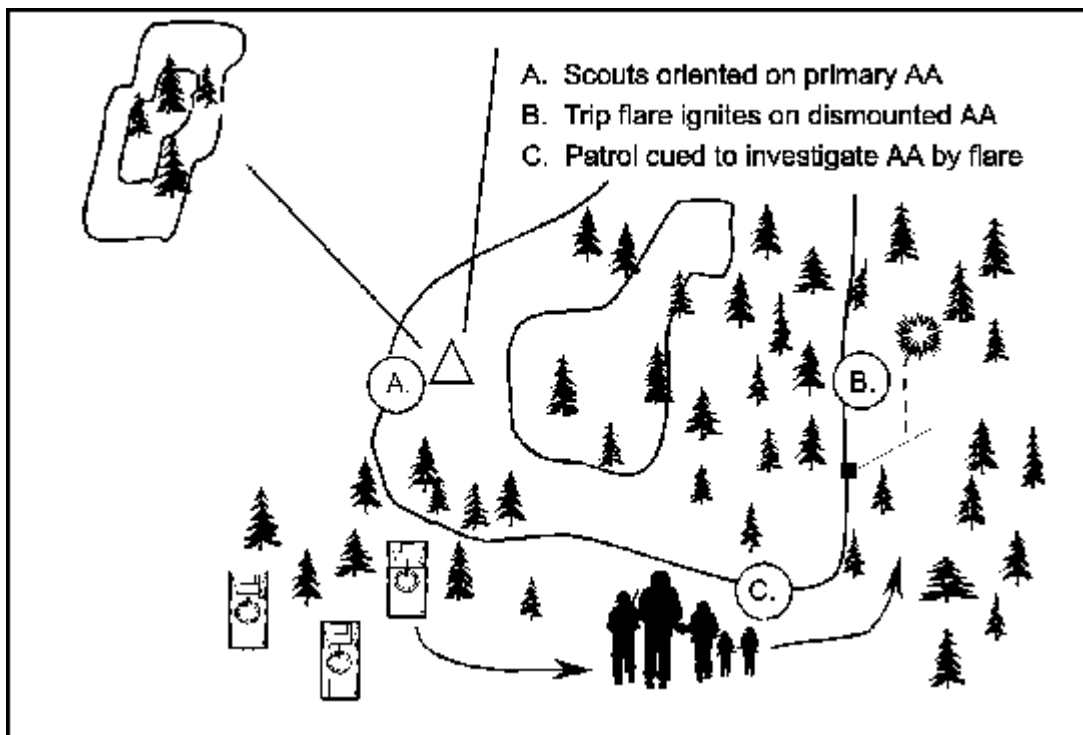 A. Scouts oriented on primary AA
B. Trip flare ignites on dismounted AA
C. Patrol cued to investigate AA by flare
A.
B.
C.